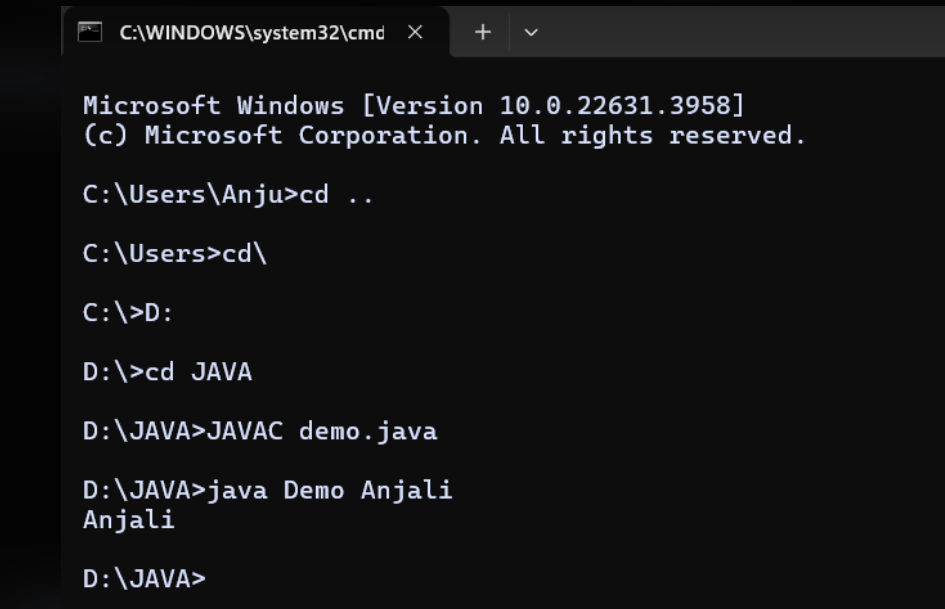 C:\WINDOWS\system32\cmd
Microsoft Windows [Version 10.0.22631.3958]
(c) Microsoft Corporation. All rights reserved.
C:\Users\Anju>cd ..
C:\Users>cd\
C:\>D:
D:\>cd JAVA
D:\JAVA>JAVAC demo.java
D:\JAVA>java Demo Anjali
Anjali
D:\JAVA>